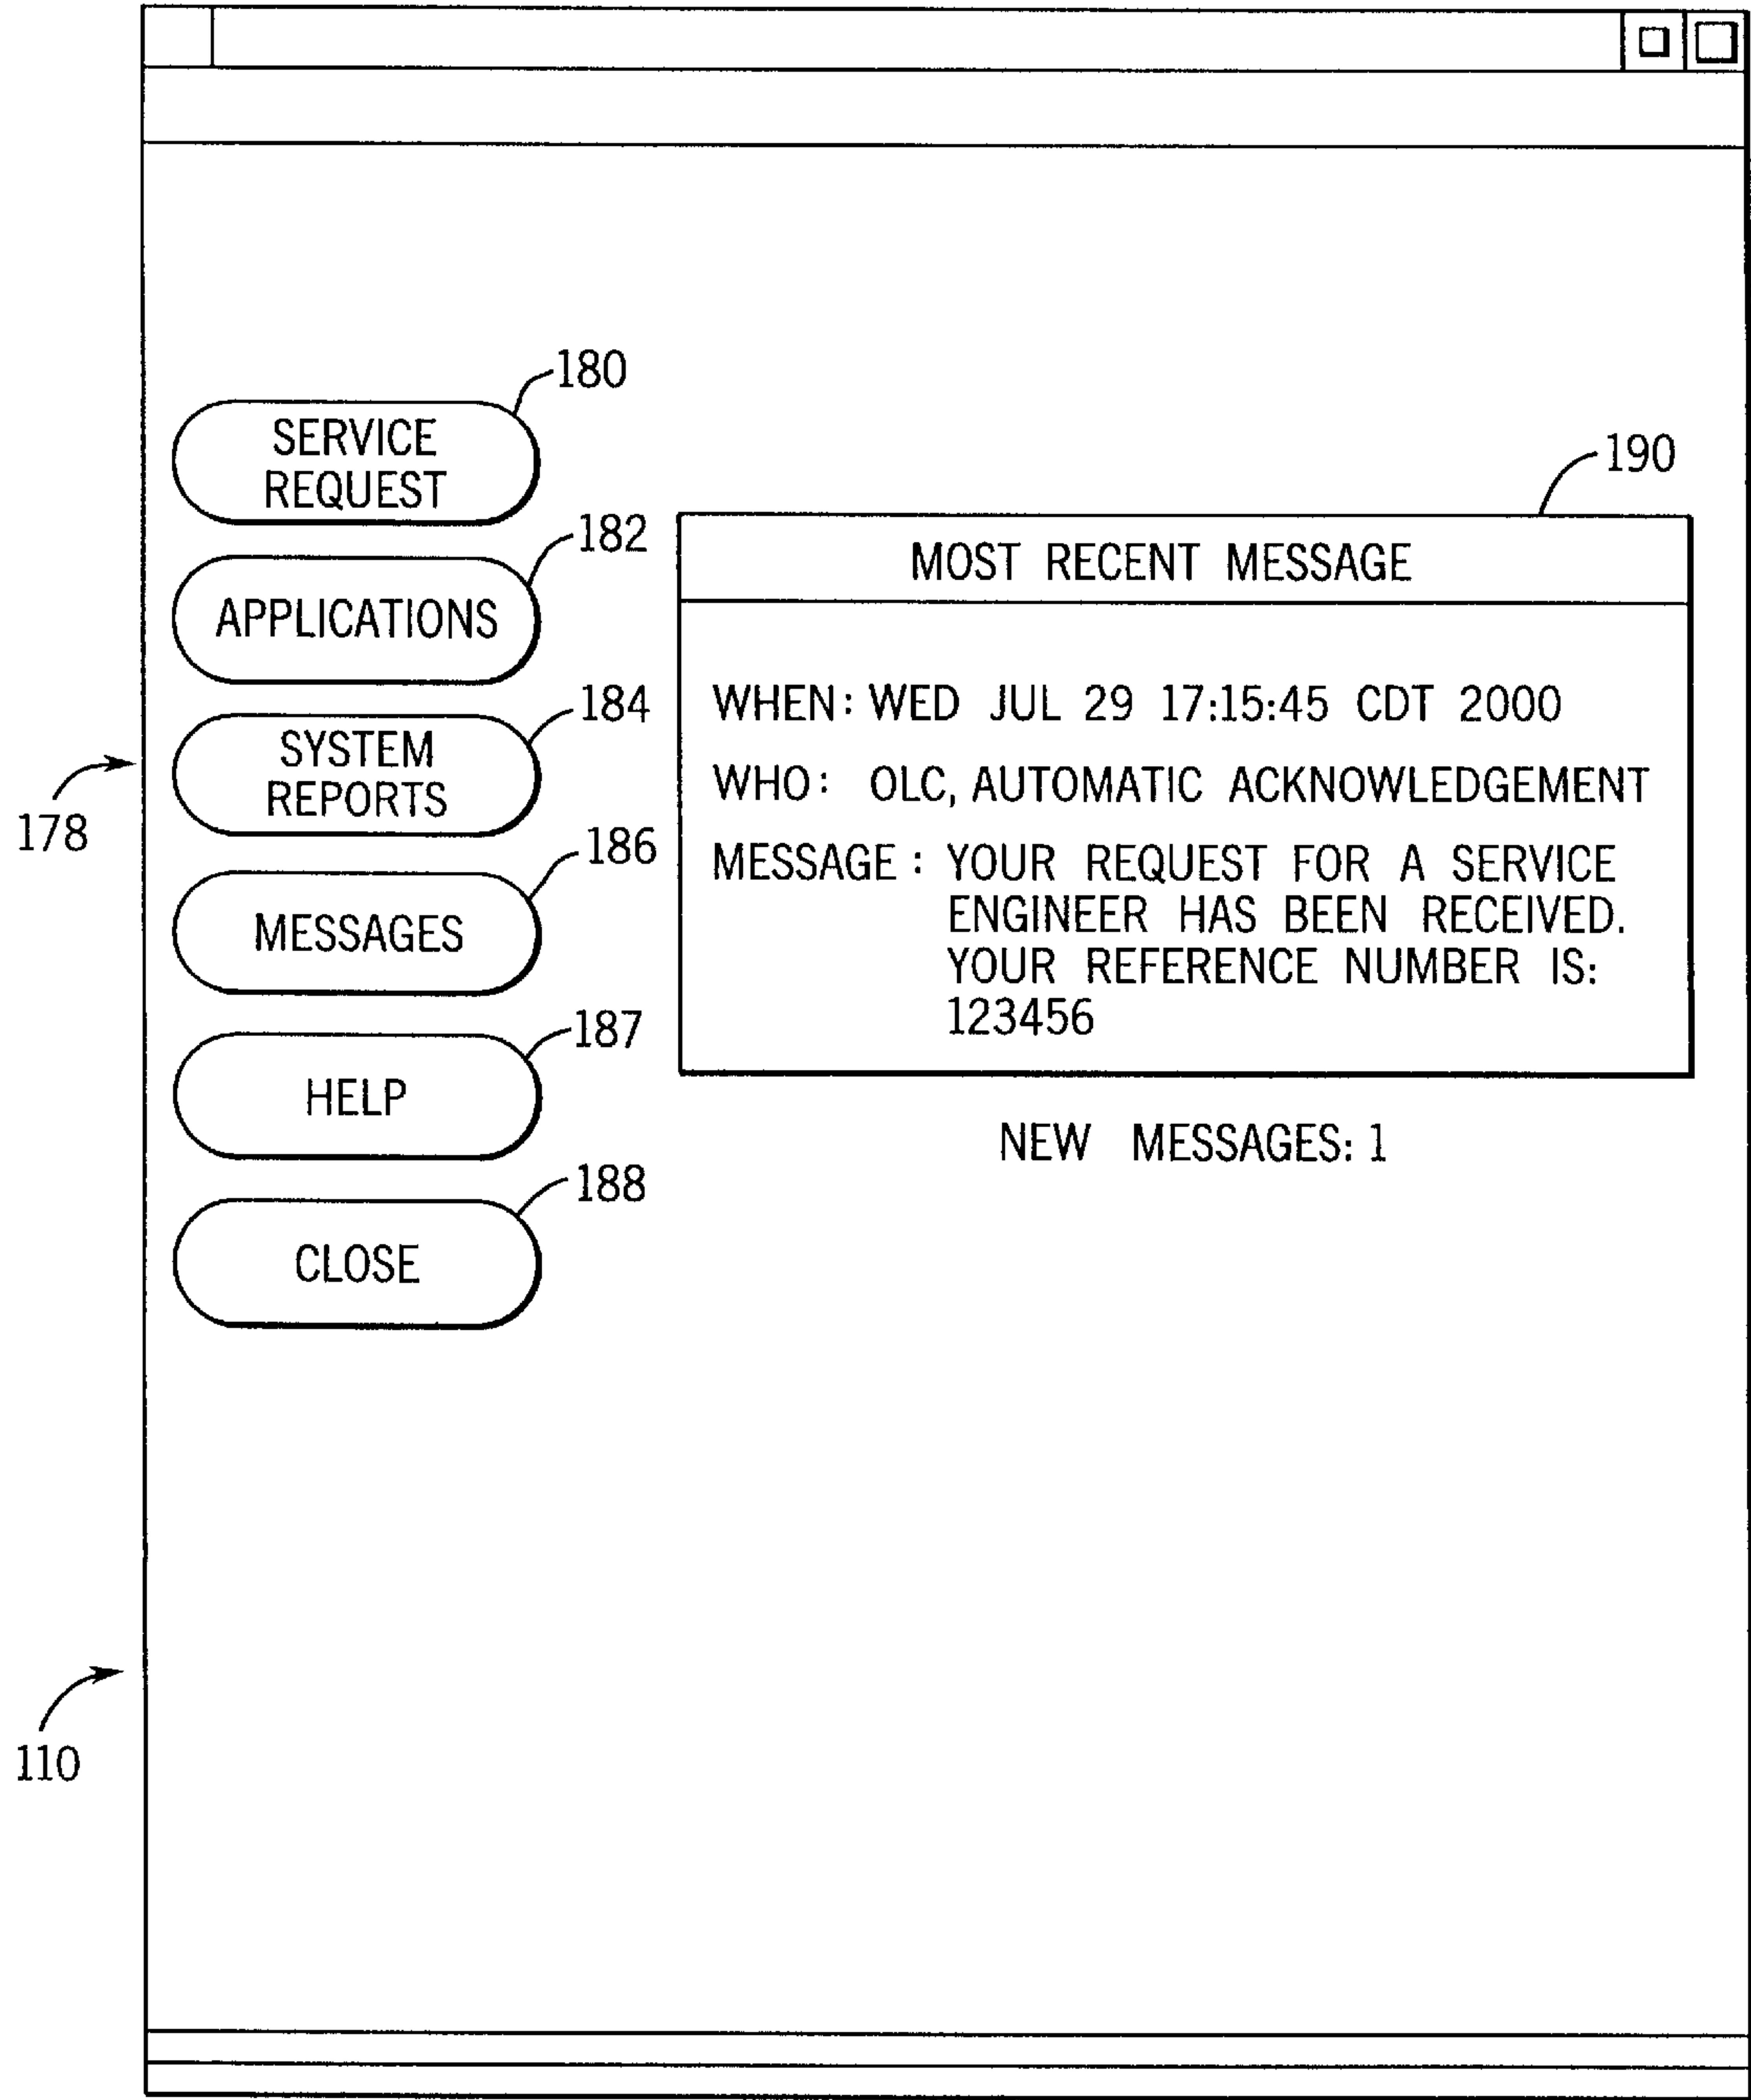 180
SERVICE
REQUEST
182
APPLICATIONS
184
SYSTEM
REPORTS
178
186
MESSAGES
187
HELP
188
CLOSE
190
MOST RECENT MESSAGE
WHEN: WED JUL 29 17:15:45 CDT 2000
WHO: OLC, AUTOMATIC ACKNOWLEDGEMENT
MESSAGE: YOUR REQUEST FOR A SERVICE
ENGINEER HAS BEEN RECEIVED.
YOUR REFERENCE NUMBER IS:
123456
NEW MESSAGES: 1
110